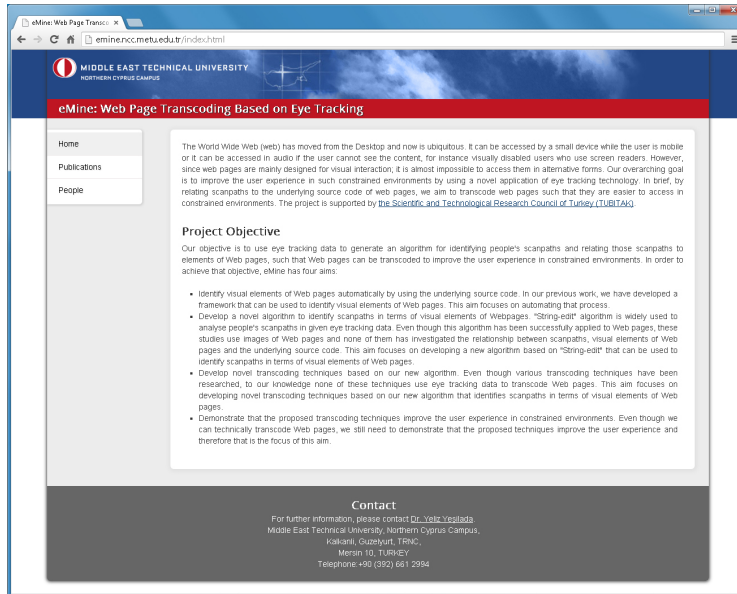 eMine: Web Page Transco
emine.ncc.metu.edu.tr/index.html
MIDDLE EAST TECHNICAL UNIVERSITY
NORTHERN CYPRUS CAMPUS
eMine: Web Page Transcoding Based on Eye Tracking
Home
Publications
People
The World Wide Web (web) has moved from the Desktop and now is ubiquitous. It can be accessed by a small device while the user is mobile
or it can be accessed in audio if the user cannot see the content, for instance visually disabled users who use screen readers. However,
since web pages are mainly designed for visual interaction; it is almost impossible to access them in alternative forms. Our overarching goal
is to improve the user experience in such constrained environments by using a novel application of eye tracking technology. In brief, by
relating scanpaths to the underlying source code of web pages, we aim to transcode web pages such that they are easier to access in
constrained environments. The project is supported by the Scientific and Technological Research Council of Turkey (TUBITAK).
Project Objective
Our objective is to use eye tracking data to generate an algorithm for identifying people's scanpaths and relating those scanpaths to
elements of Web pages, such that Web pages can be transcoded to improve the user experience in constrained environments. In order to
achieve that objective, eMine has four aims:
• Identify visual elements of Web pages automatically by using the underlying source code. In our previous work, we have developed a
framework that can be used to identify visual elements of Web pages. This aim focuses on automating that process.
• Develop a novel algorithm to identify scanpaths in terms of visual elements of Webpages. "String-edit" algorithm is widely used to
analyse people's scanpaths in given eye tracking data. Even though this algorithm has been successfully applied to Web pages, these
studies use images of Web pages and none of them has investigated the relationship between scanpaths, visual elements of Web
pages and the underlying source code. This aim focuses on developing a new algorithm based on "String-edit" that can be used to
identify scanpaths in terms of visual elements of Web pages.
• Develop novel transcoding techniques based on our new algorithm. Even though various transcoding techniques have been
researched, to our knowledge none of these techniques use eye tracking data to transcode Web pages. This aim focuses on
developing novel transcoding techniques based on our new algorithm that identifies scanpaths in terms of visual elements of Web
pages.
• Demonstrate that the proposed transcoding techniques improve the user experience in constrained environments. Even though we
can technically transcode Web pages, we still need to demonstrate that the proposed techniques improve the user experience and
therefore that is the focus of this aim.
Contact
For further information, please contact Dr. Yeliz Yesilada.
Middle East Technical University, Northern Cyprus Campus,
Kalkanli, Guzelyurt, TRNC,
Mersin 10, TURKEY
Telephone:+90 (392) 661 2994